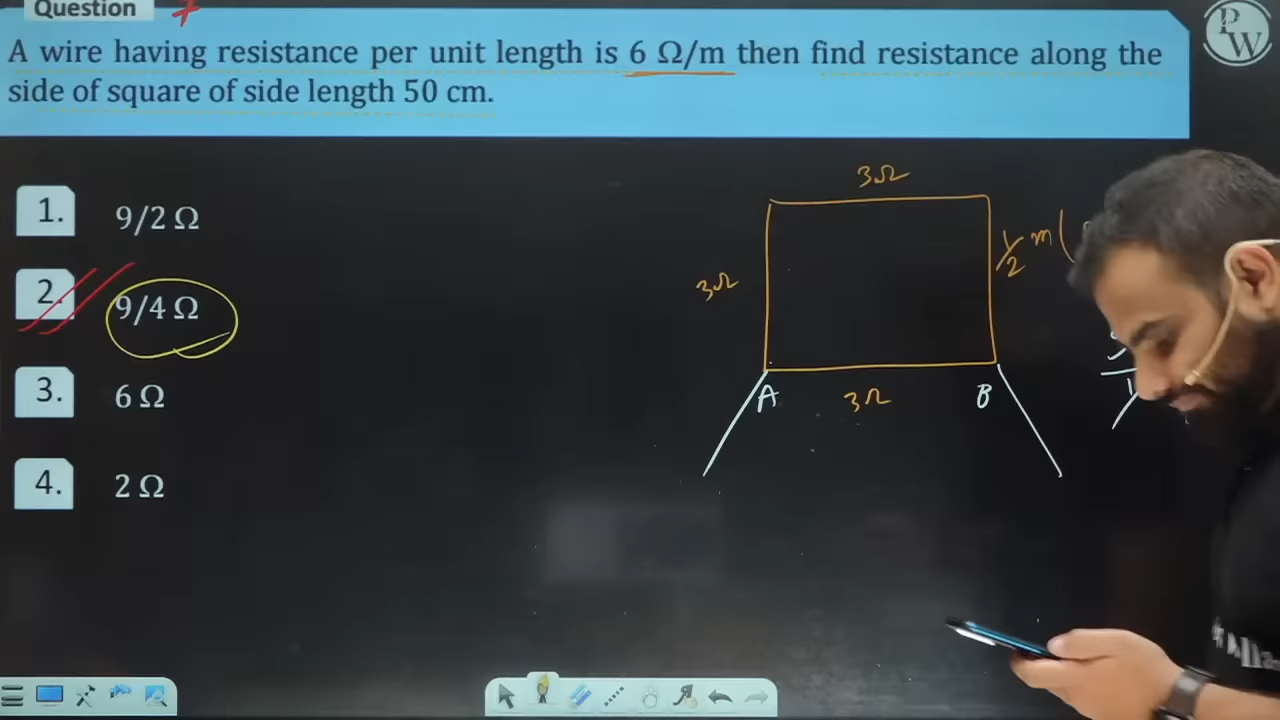 Question
A wire having resistance per unit length is 6 Ω/m then find resistance along the
side of square of side length 50 cm.
1. 9/2 Ω
2. 9/4 Ω
3. 6 Ω
4. 2 Ω
3Ω
3Ω
1/2 m (
A 3Ω B
PW